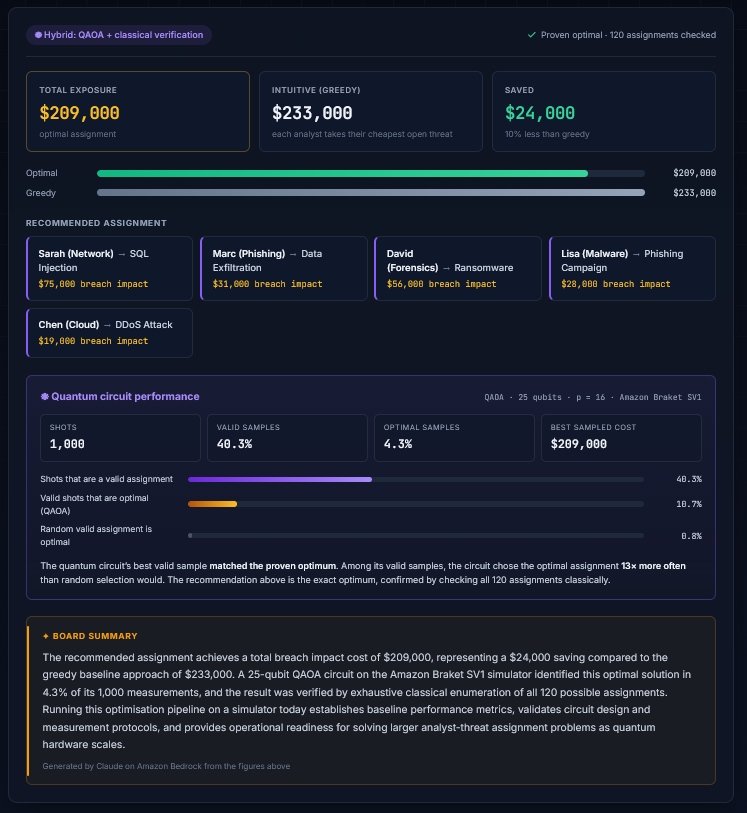 Hybrid: QAOA + classical verification
✓ Proven optimal · 120 assignments checked
TOTAL EXPOSURE
$209,000
optimal assignment
INTUITIVE (GREEDY)
$233,000
each analyst takes their cheapest open threat
SAVED
$24,000
10% less than greedy
Optimal
$209,000
Greedy
$233,000
RECOMMENDED ASSIGNMENT
Sarah (Network) → SQL
Injection
$75,000 breach impact
Marc (Phishing) → Data
Exfiltration
$31,000 breach impact
David
(Forensics) → Ransomware
$56,000 breach impact
Lisa (Malware) → Phishing
Campaign
$28,000 breach impact
Chen (Cloud) → DDoS Attack
$19,000 breach impact
Quantum circuit performance
QAOA · 25 qubits · p = 16 · Amazon Braket SV1
SHOTS
1,000
VALID SAMPLES
40.3%
OPTIMAL SAMPLES
4.3%
BEST SAMPLED COST
$209,000
Shots that are a valid assignment
40.3%
Valid shots that are optimal
(QAOA)
10.7%
Random valid assignment is
optimal
0.8%
The quantum circuit's best valid sample matched the proven optimum. Among its valid samples, the circuit chose the optimal assignment 13× more often
than random selection would. The recommendation above is the exact optimum, confirmed by checking all 120 assignments classically.
✦ BOARD SUMMARY
The recommended assignment achieves a total breach impact cost of $209,000, representing a $24,000 saving compared to the
greedy baseline approach of $233,000. A 25-qubit QAOA circuit on the Amazon Braket SV1 simulator identified this optimal solution in
4.3% of its 1,000 measurements, and the result was verified by exhaustive classical enumeration of all 120 possible assignments.
Running this optimisation pipeline on a simulator today establishes baseline performance metrics, validates circuit design and
measurement protocols, and provides operational readiness for solving larger analyst-threat assignment problems as quantum
hardware scales.
Generated by Claude on Amazon Bedrock from the figures above